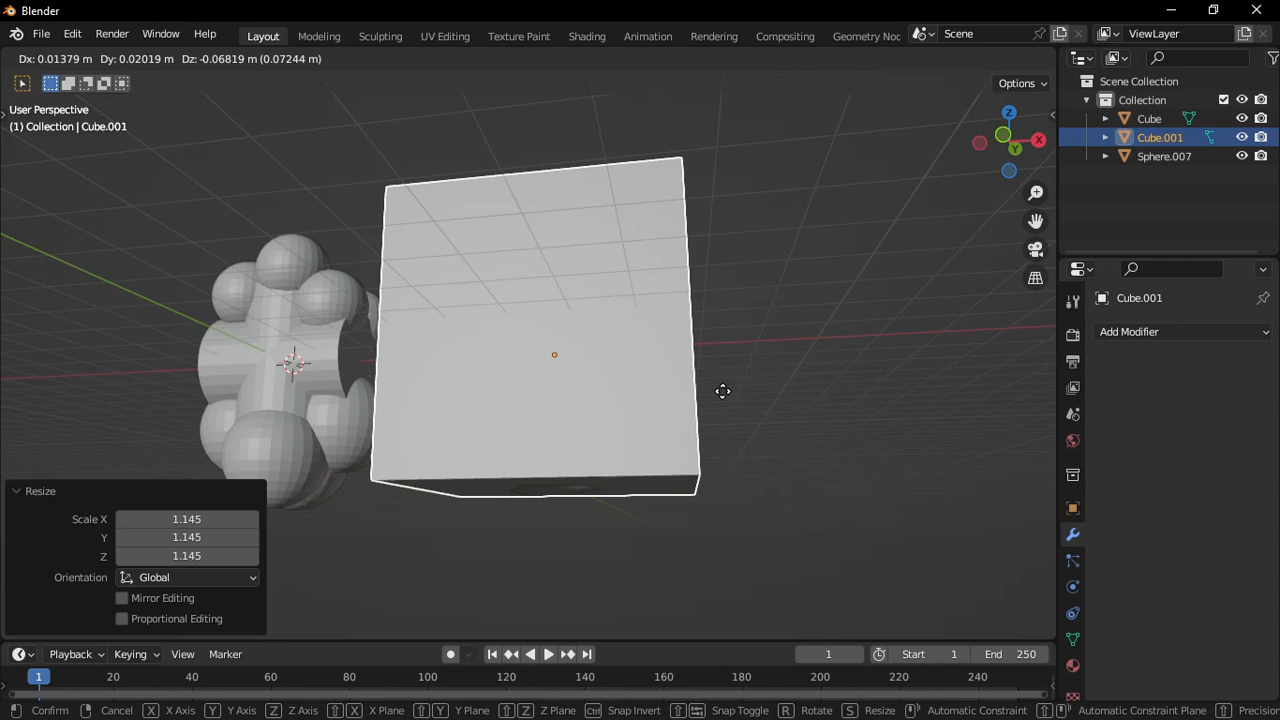 Blender
File Edit Render Window Help Layout Modeling Sculpting UV Editing Texture Paint Shading Animation Rendering Compositing Geometry Noc Scene ViewLayer
Dx: 0.01379 m Dy: 0.02019 m Dz: -0.06819 m (0.07244 m)
Options
User Perspective
(1) Collection | Cube.001
Z
X
Y
Scene Collection
Collection
Cube
Cube.001
Sphere.007
Cube.001
Add Modifier
Resize
Scale X 1.145
Y 1.145
Z 1.145
Orientation Global
Mirror Editing
Proportional Editing
Playback Keying View Marker 1 Start 1 End 250
1 20 40 60 80 100 120 140 160 180 200 220 240
Confirm Cancel X X Axis Y Y Axis Z Z Axis X X Plane Y Y Plane Z Z Plane Ctrl Snap Invert Snap Toggle R Rotate S Resize Automatic Constraint Automatic Constraint Plane Precision